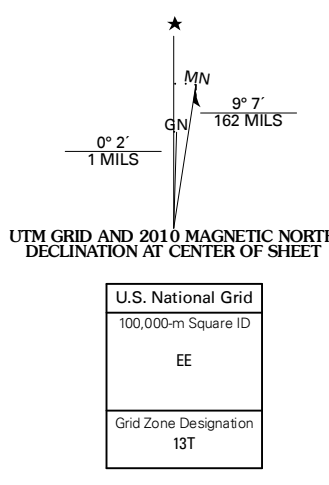 ★
MN
GN
9° 7´
162 MILS
0° 2´
1 MILS
UTM GRID AND 2010 MAGNETIC NORTH
DECLINATION AT CENTER OF SHEET
U.S. National Grid
100,000-m Square ID
EE
Grid Zone Designation
13T